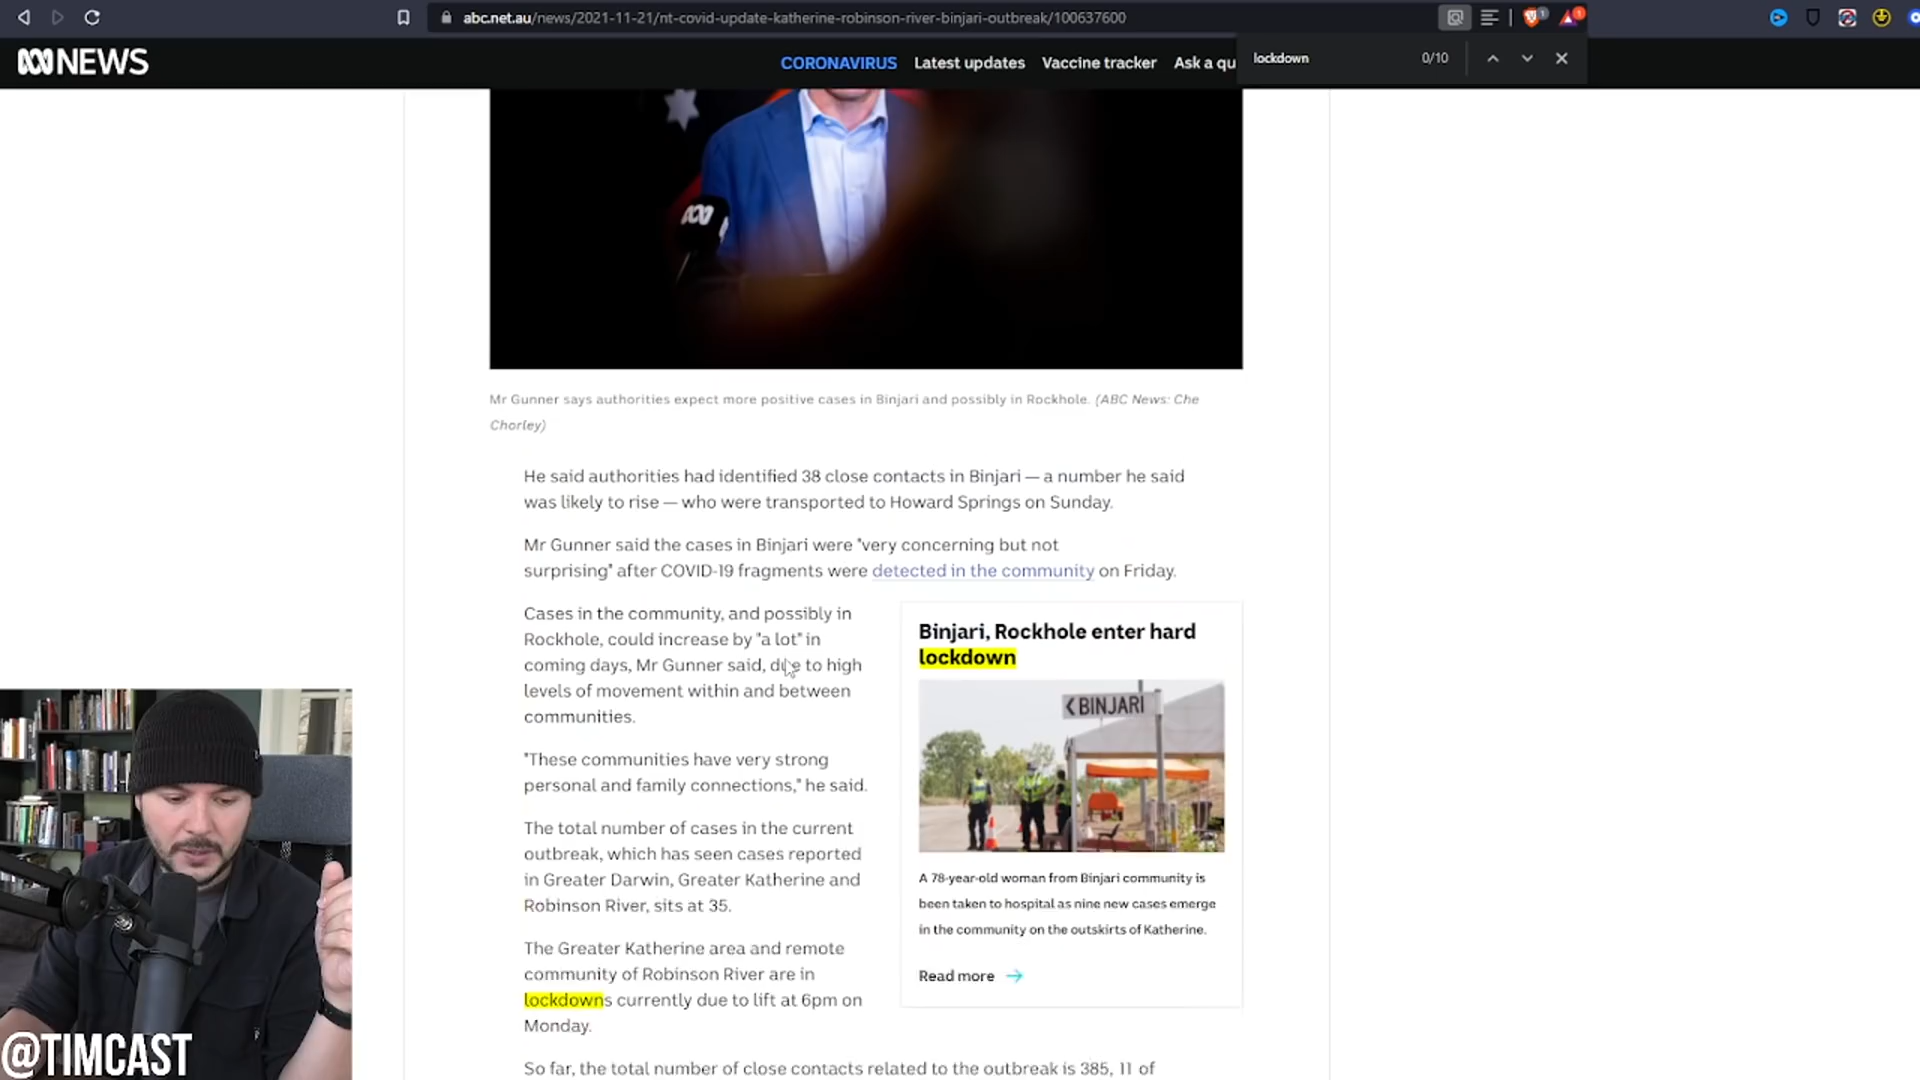 abc.net.au/news/2021-11-21/nt-covid-update-katherine-robinson-river-binjari-outbreak/100637600
NEWS
CORONAVIRUS Latest updates Vaccine tracker Ask a qu
lockdown 0/10
Mr Gunner says authorities expect more positive cases in Binjari and possibly in Rockhole. (ABC News: Che
Chorley)
He said authorities had identified 38 close contacts in Binjari — a number he said
was likely to rise — who were transported to Howard Springs on Sunday.
Mr Gunner said the cases in Binjari were "very concerning but not
surprising" after COVID-19 fragments were detected in the community on Friday.
Cases in the community, and possibly in
Rockhole, could increase by "a lot" in
coming days, Mr Gunner said, due to high
levels of movement within and between
communities.
"These communities have very strong
personal and family connections," he said.
The total number of cases in the current
outbreak, which has seen cases reported
in Greater Darwin, Greater Katherine and
Robinson River, sits at 35.
The Greater Katherine area and remote
community of Robinson River are in
lockdowns currently due to lift at 6pm on
Monday.
So far, the total number of close contacts related to the outbreak is 385, 11 of
Binjari, Rockhole enter hard
lockdown
BINJARI
A 78-year-old woman from Binjari community is
been taken to hospital as nine new cases emerge
in the community on the outskirts of Katherine.
Read more
@TIMCAST